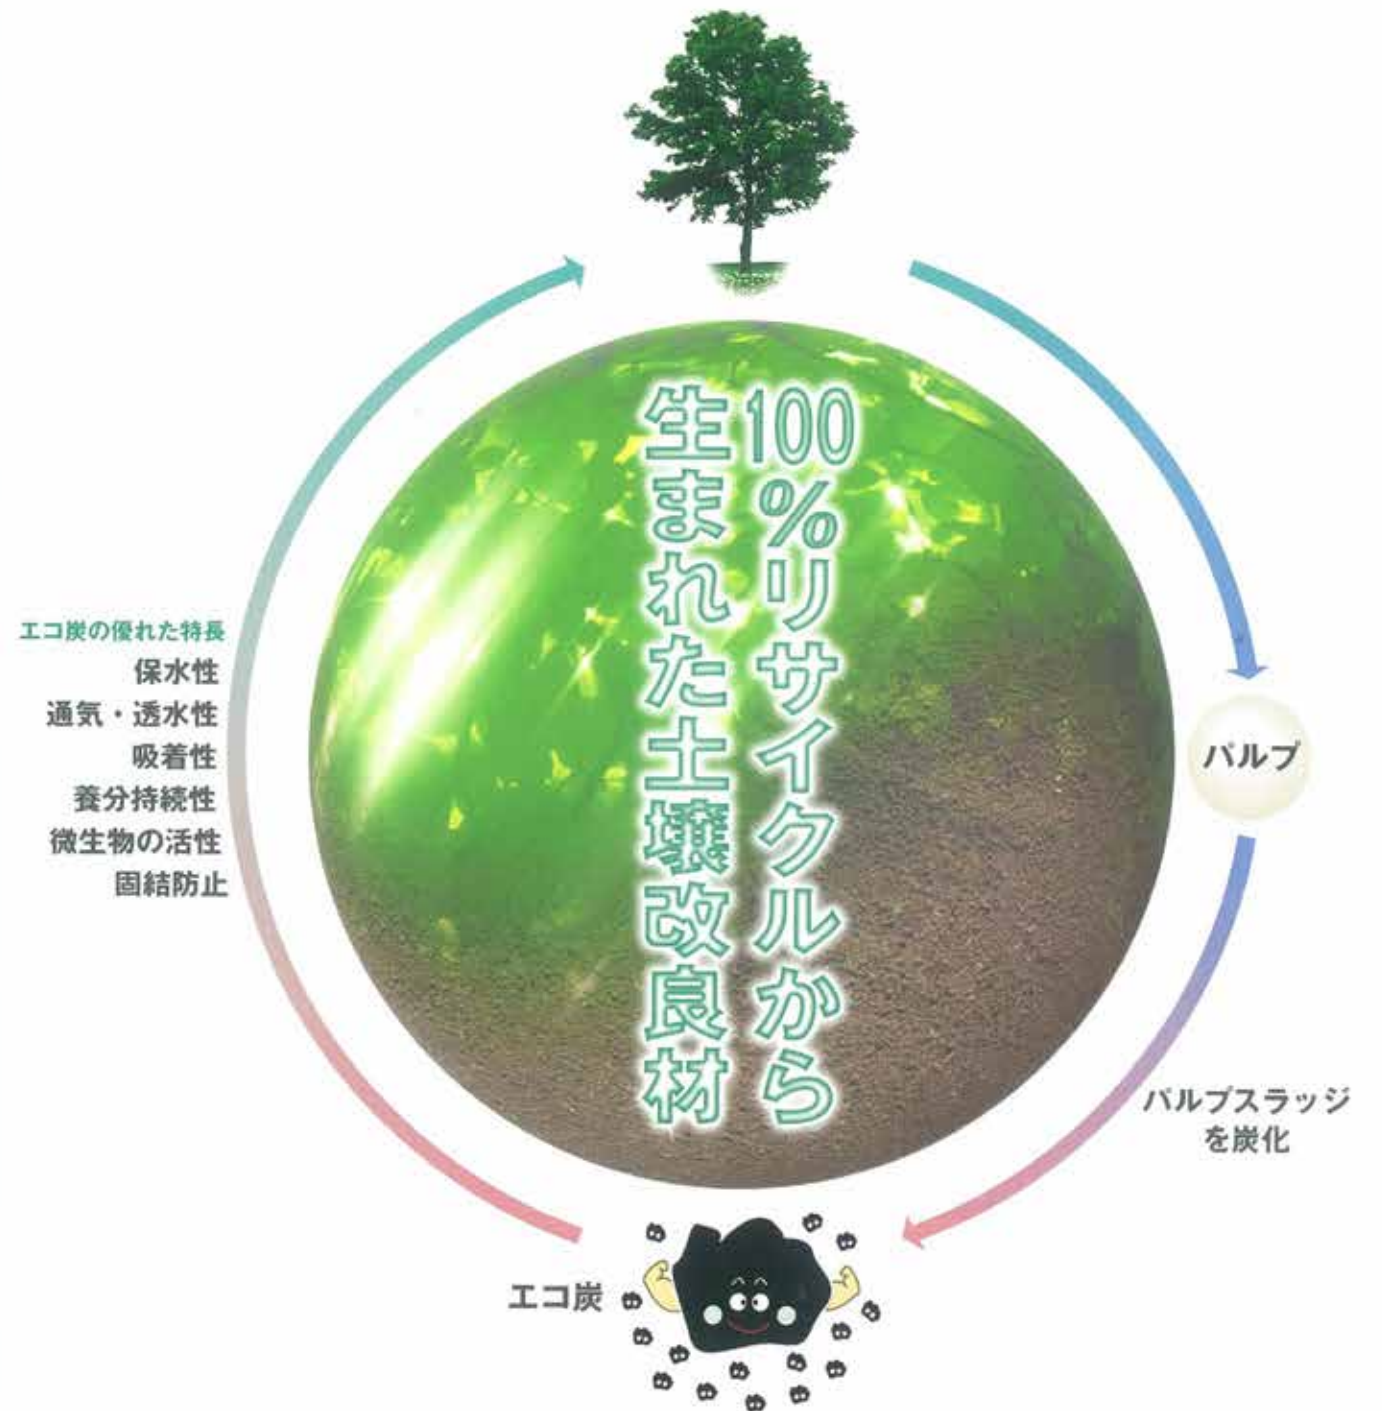 100%リサイクルから
生まれた土壌改良材
パルプ
パルプスラッジ
を炭化
エコ炭
エコ炭の優れた特長
保水性
通気・透水性
吸着性
養分持続性
微生物の活性
固結防止